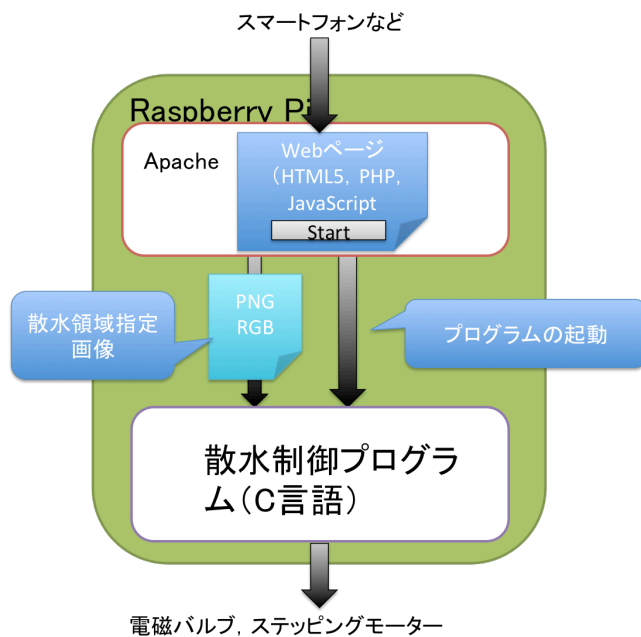 スマートフォンなど
Raspberry Pi
Apache
Webページ
(HTML5, PHP,
JavaScript
Start
散水領域指定
画像
PNG
RGB
プログラムの起動
散水制御プログラ
ム(C言語)
電磁バルブ, ステッピングモーター